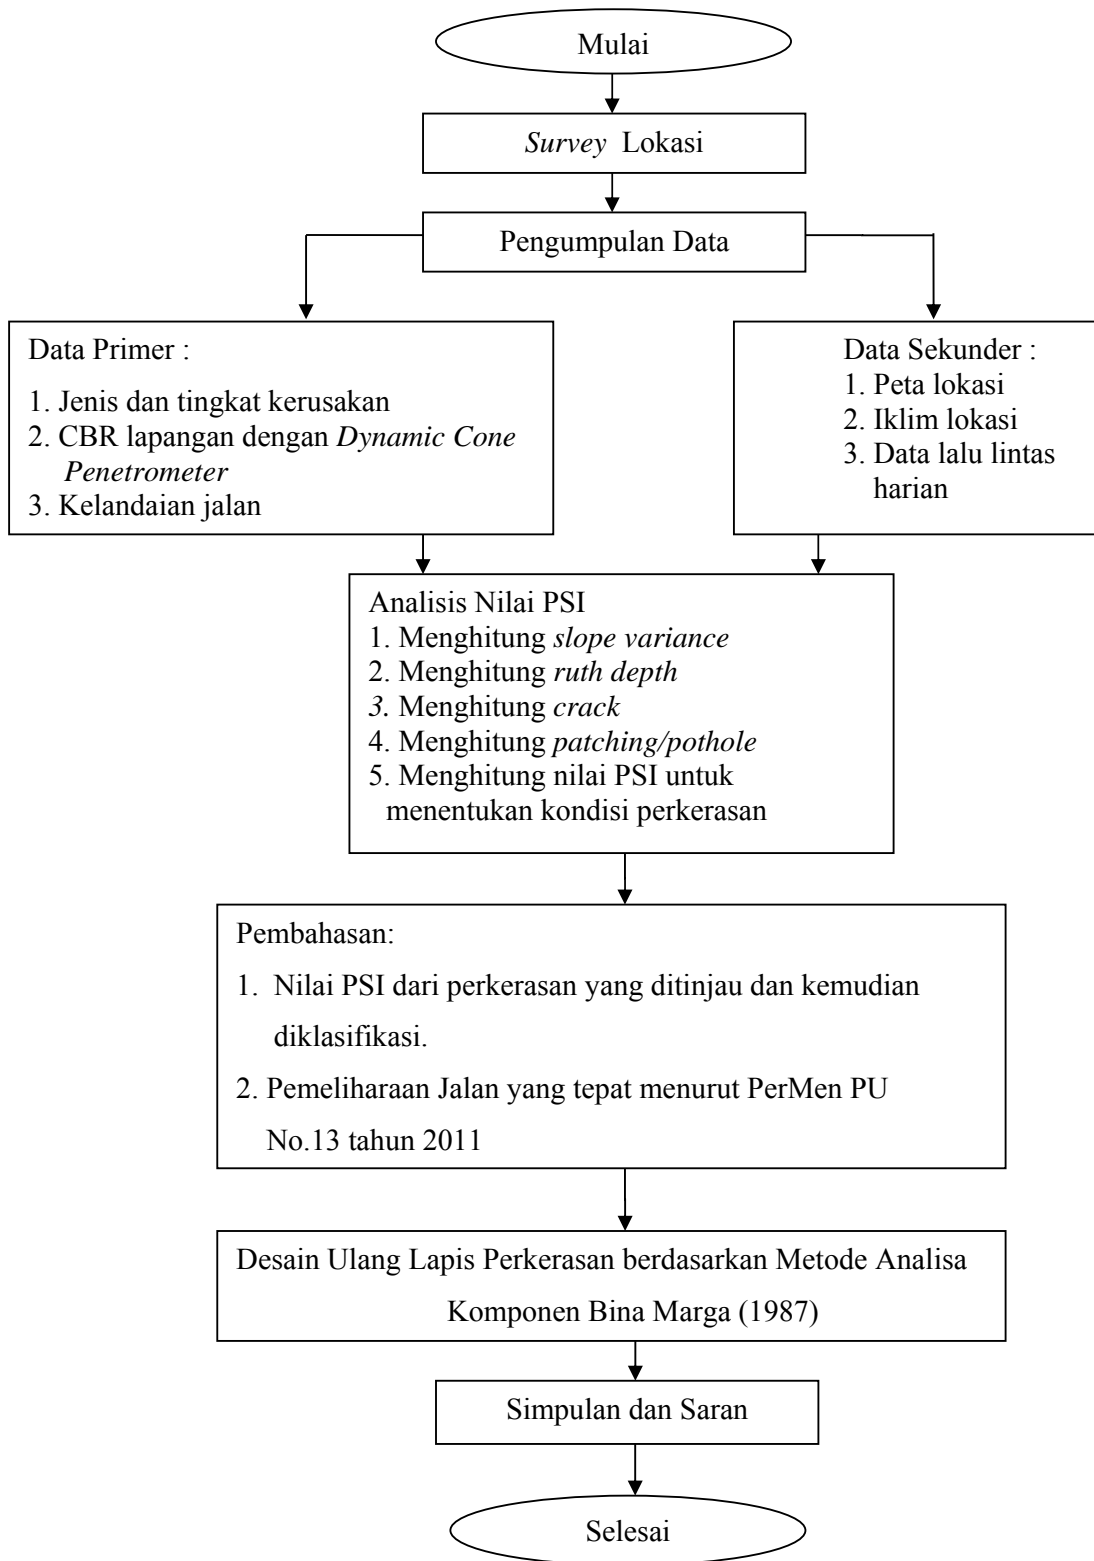 Mulai
Survey Lokasi
Pengumpulan Data
Data Primer :
1. Jenis dan tingkat kerusakan
2. CBR lapangan dengan Dynamic Cone
Penetrometer
3. Kelandaian jalan
Data Sekunder :
1. Peta lokasi
2. Iklim lokasi
3. Data lalu lintas
harian
Analisis Nilai PSI
1. Menghitung slope variance
2. Menghitung ruth depth
3. Menghitung crack
4. Menghitung patching/pothole
5. Menghitung nilai PSI untuk
menentukan kondisi perkerasan
Pembahasan:
1. Nilai PSI dari perkerasan yang ditinjau dan kemudian
diklasifikasi.
2. Pemeliharaan Jalan yang tepat menurut PerMen PU
No.13 tahun 2011
Desain Ulang Lapis Perkerasan berdasarkan Metode Analisa
Komponen Bina Marga (1987)
Simpulan dan Saran
Selesai